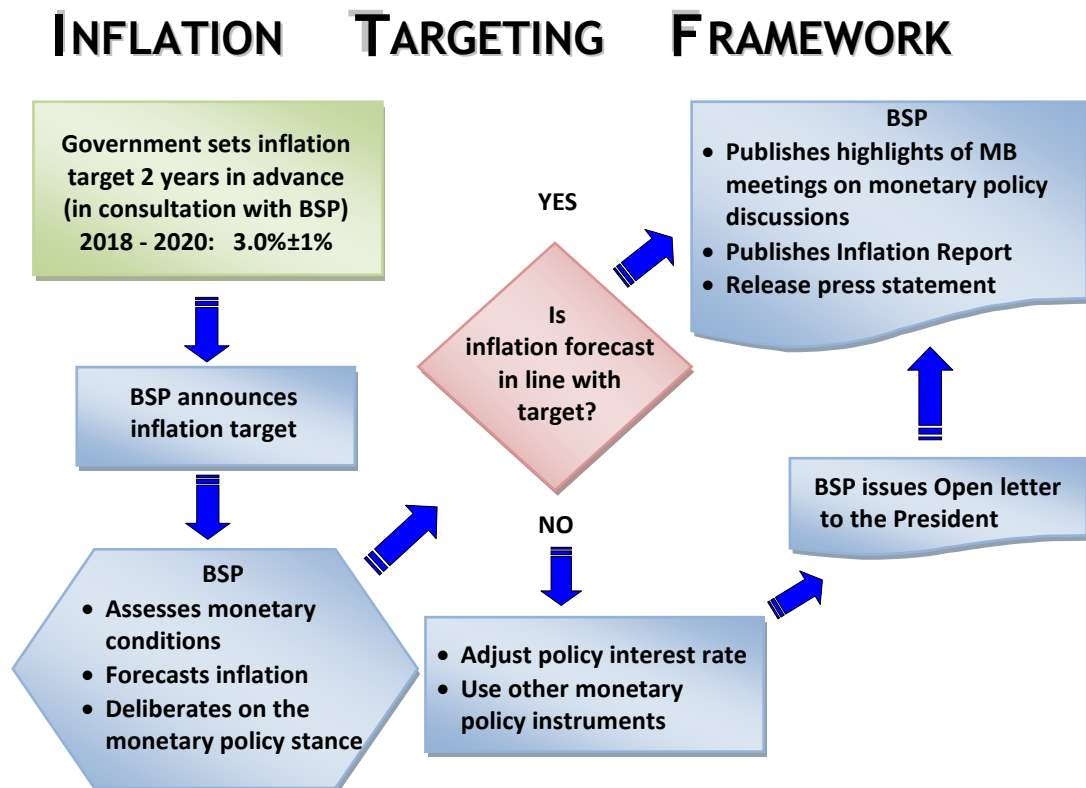 INFLATION TARGETING FRAMEWORK
Government sets inflation
target 2 years in advance
(in consultation with BSP)
2018 - 2020: 3.0%±1%
BSP announces
inflation target
BSP
• Assesses monetary
conditions
• Forecasts inflation
• Deliberates on the
monetary policy stance
Is
inflation forecast
in line with
target?
YES
NO
• Adjust policy interest rate
• Use other monetary
policy instruments
BSP issues Open letter
to the President
BSP
• Publishes highlights of MB
meetings on monetary policy
discussions
• Publishes Inflation Report
• Release press statement